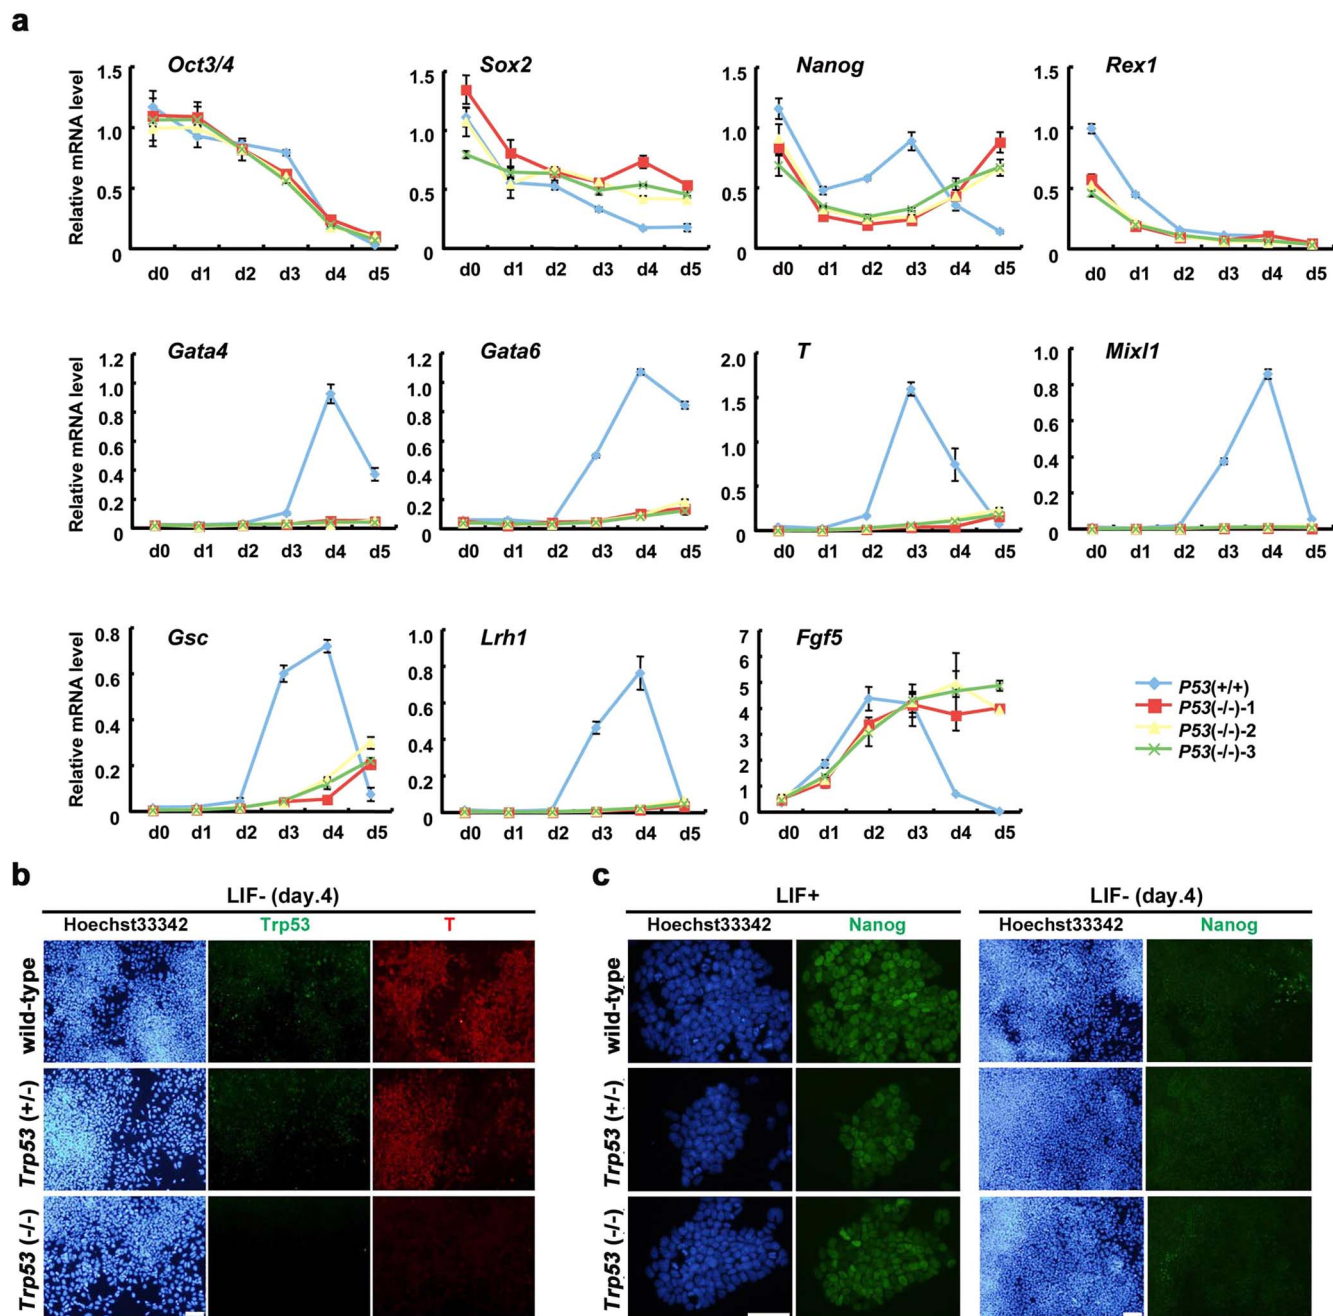 a
Oct3/4
Sox2
Nanog
Rex1
Relative mRNA level
1.5
1.0
0.5
0
d0 d1 d2 d3 d4 d5
1.5
1.0
0.5
0
d0 d1 d2 d3 d4 d5
1.5
1.0
0.5
0
d0 d1 d2 d3 d4 d5
1.5
1.0
0.5
0
d0 d1 d2 d3 d4 d5
Gata4
Gata6
T
Mixl1
Relative mRNA level
1.2
1.0
0.8
0.6
0.4
0.2
0
d0 d1 d2 d3 d4 d5
1.2
1.0
0.8
0.6
0.4
0.2
0
d0 d1 d2 d3 d4 d5
2.0
1.5
1.0
0.5
0
d0 d1 d2 d3 d4 d5
1.0
0.8
0.6
0.4
0.2
0
d0 d1 d2 d3 d4 d5
Gsc
Lrh1
Fgf5
Relative mRNA level
0.8
0.6
0.4
0.2
0
d0 d1 d2 d3 d4 d5
1.0
0.8
0.6
0.4
0.2
0
d0 d1 d2 d3 d4 d5
7
6
5
4
3
2
1
0
d0 d1 d2 d3 d4 d5
P53(+/+)
P53(-/-)-1
P53(-/-)-2
P53(-/-)-3
b
LIF- (day.4)
Hoechst33342 Trp53 T
wild-type
Trp53 (+/-)
Trp53 (-/-)
c
LIF+
LIF- (day.4)
Hoechst33342 Nanog
Hoechst33342 Nanog
wild-type
Trp53 (+/-)
Trp53 (-/-)